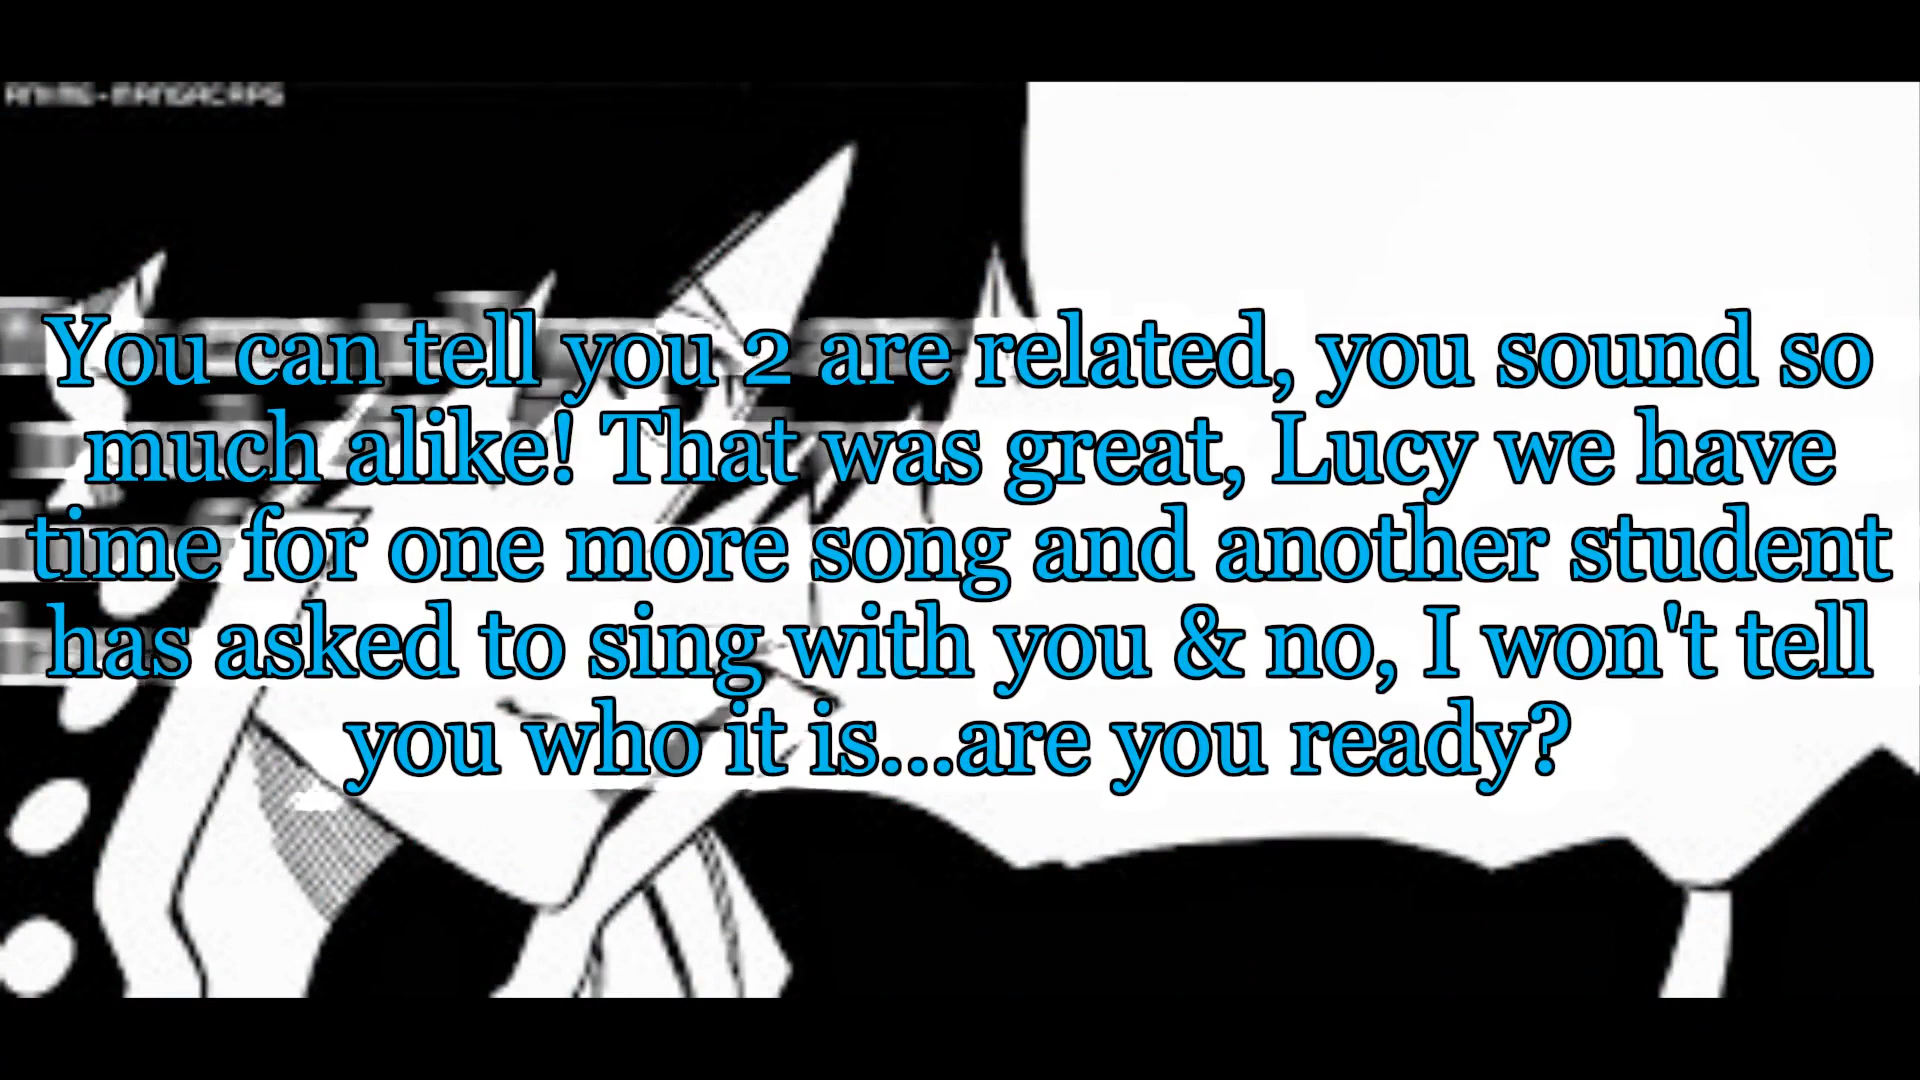 ANIME-MANGACAPS
You can tell you 2 are related, you sound so
much alike! That was great, Lucy we have
time for one more song and another student
has asked to sing with you & no, I won't tell
you who it is...are you ready?